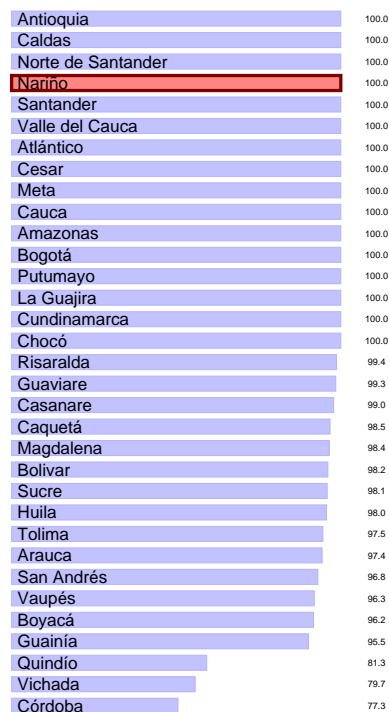 Antioquia 100.0
Caldas 100.0
Norte de Santander 100.0
Nariño 100.0
Santander 100.0
Valle del Cauca 100.0
Atlántico 100.0
Cesar 100.0
Meta 100.0
Cauca 100.0
Amazonas 100.0
Bogotá 100.0
Putumayo 100.0
La Guajira 100.0
Cundinamarca 100.0
Chocó 100.0
Risaralda 99.4
Guaviare 99.3
Casanare 99.0
Caquetá 98.5
Magdalena 98.4
Bolivar 98.2
Sucre 98.1
Huila 98.0
Tolima 97.5
Arauca 97.4
San Andrés 96.8
Vaupés 96.3
Boyacá 96.2
Guainía 95.5
Quindío 81.3
Vichada 79.7
Córdoba 77.3